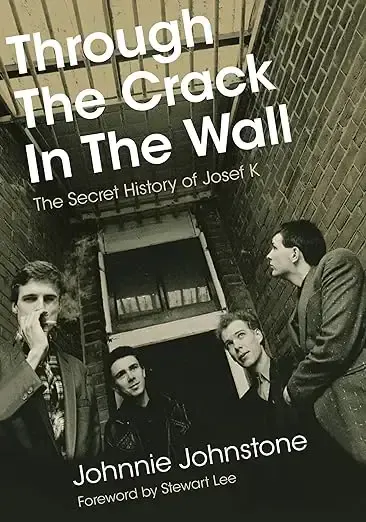 Through
The Crack
In The Wall
The Secret History of Josef K
Johnnie Johnstone
Foreword by Stewart Lee